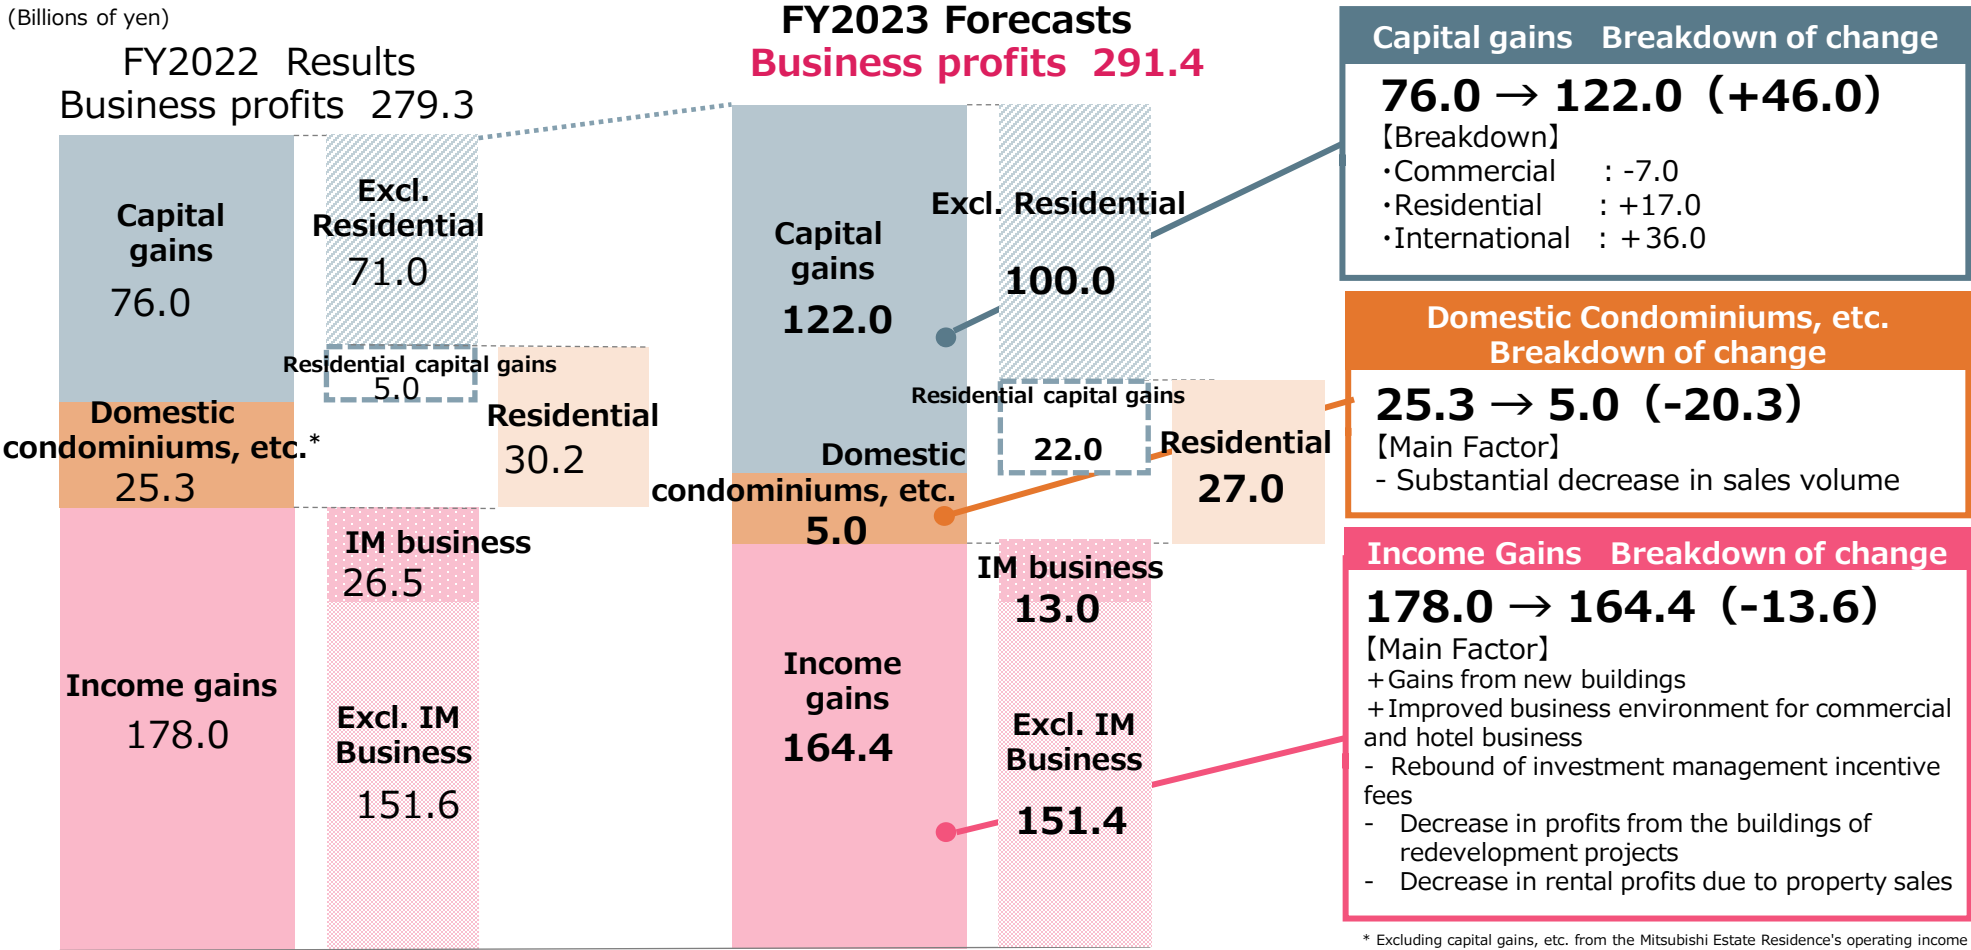 (Billions of yen)
FY2022 Results
Business profits 279.3
Capital
gains
76.0
Excl.
Residential
71.0
Residential capital gains
5.0
Domestic
condominiums, etc.*
25.3
Residential
30.2
IM business
26.5
Income gains
178.0
Excl. IM
Business
151.6
FY2023 Forecasts
Business profits 291.4
Capital
gains
122.0
Excl. Residential
100.0
Residential capital gains
22.0
Domestic
condominiums, etc.
5.0
Residential
27.0
IM business
13.0
Income
gains
164.4
Excl. IM
Business
151.4
Capital gains Breakdown of change
76.0 → 122.0 (+46.0)
【Breakdown】
・Commercial : -7.0
・Residential : +17.0
・International : +36.0
Domestic Condominiums, etc.
Breakdown of change
25.3 → 5.0 (-20.3)
【Main Factor】
- Substantial decrease in sales volume
Income Gains Breakdown of change
178.0 → 164.4 (-13.6)
【Main Factor】
+Gains from new buildings
+Improved business environment for commercial
and hotel business
- Rebound of investment management incentive
fees
- Decrease in profits from the buildings of
redevelopment projects
- Decrease in rental profits due to property sales
* Excluding capital gains, etc. from the Mitsubishi Estate Residence's operating income